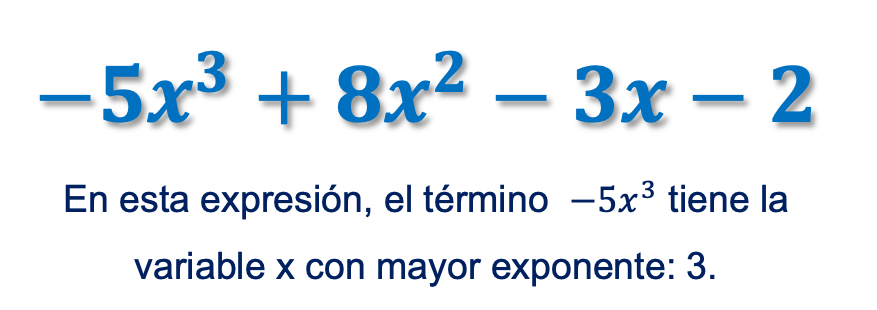 −5x³ + 8x² − 3x − 2
En esta expresión, el término −5x³ tiene la
variable x con mayor exponente: 3.